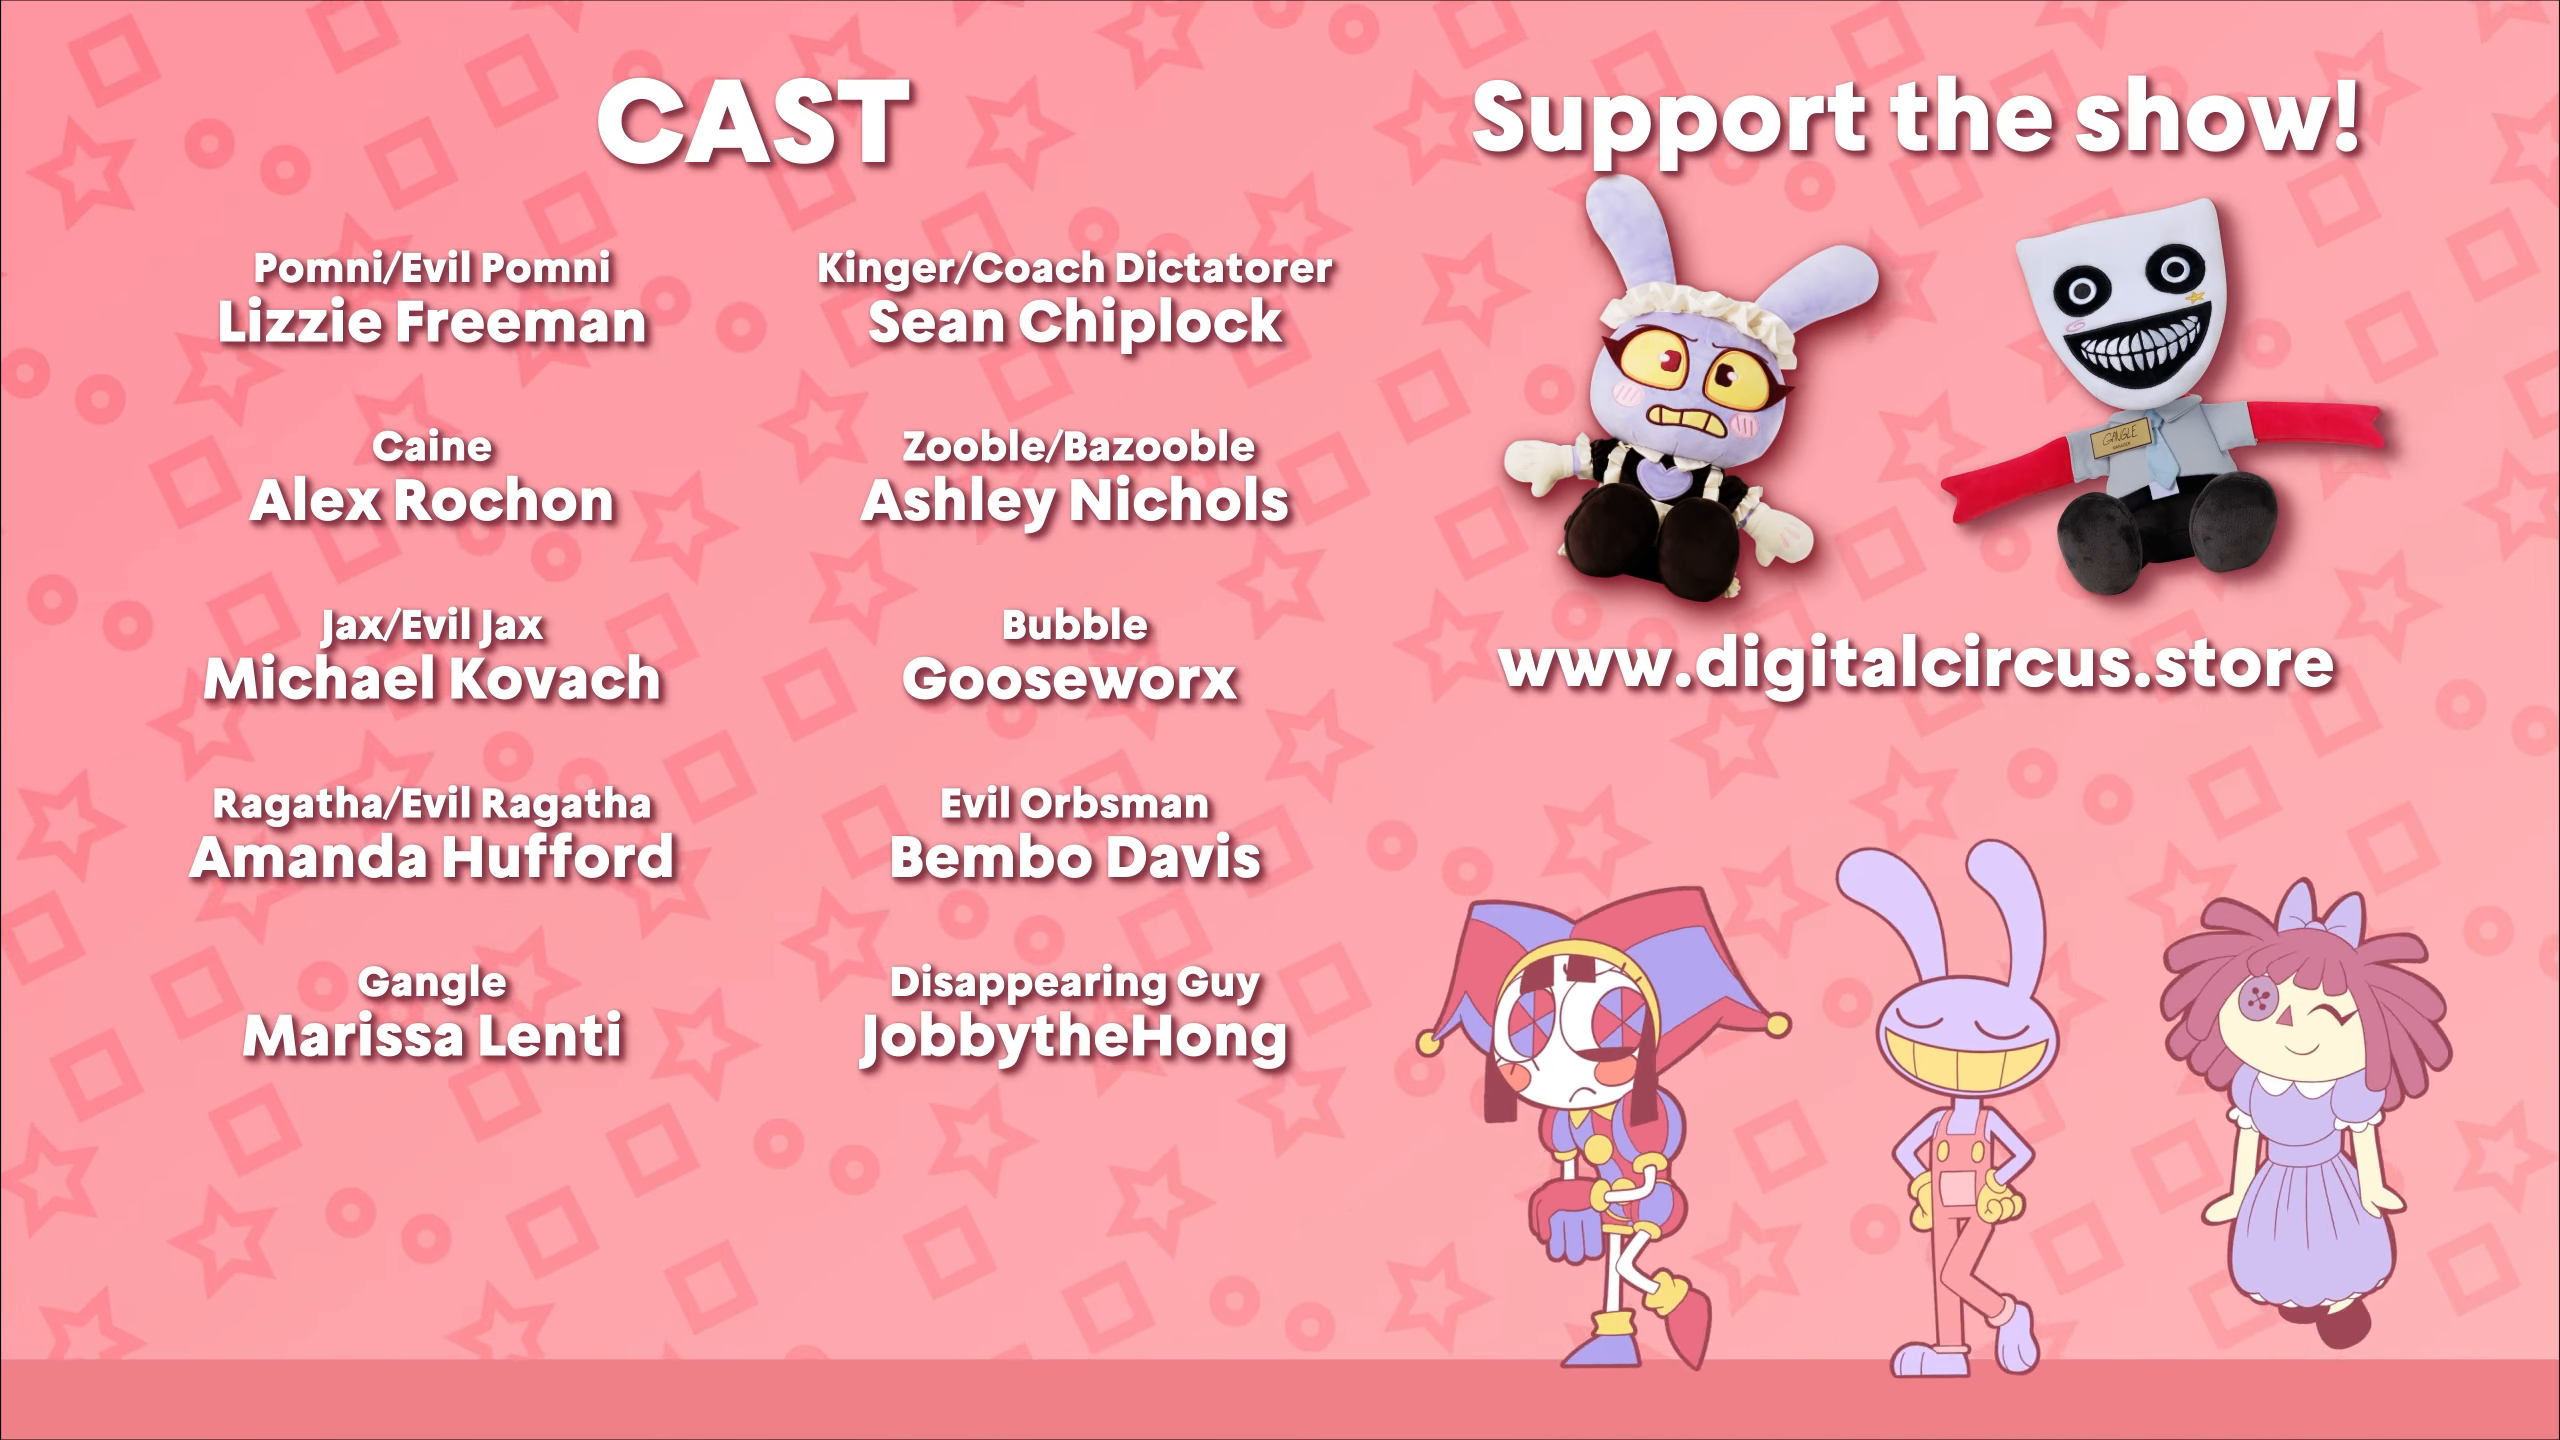 CAST
Pomni/Evil Pomni
Lizzie Freeman
Caine
Alex Rochon
Jax/Evil Jax
Michael Kovach
Ragatha/Evil Ragatha
Amanda Hufford
Gangle
Marissa Lenti
Kinger/Coach Dictatorer
Sean Chiplock
Zooble/Bazooble
Ashley Nichols
Bubble
Gooseworx
Evil Orbsman
Bembo Davis
Disappearing Guy
JobbytheHong
Support the show!
GANGLE
MANAGER
www.digitalcircus.store